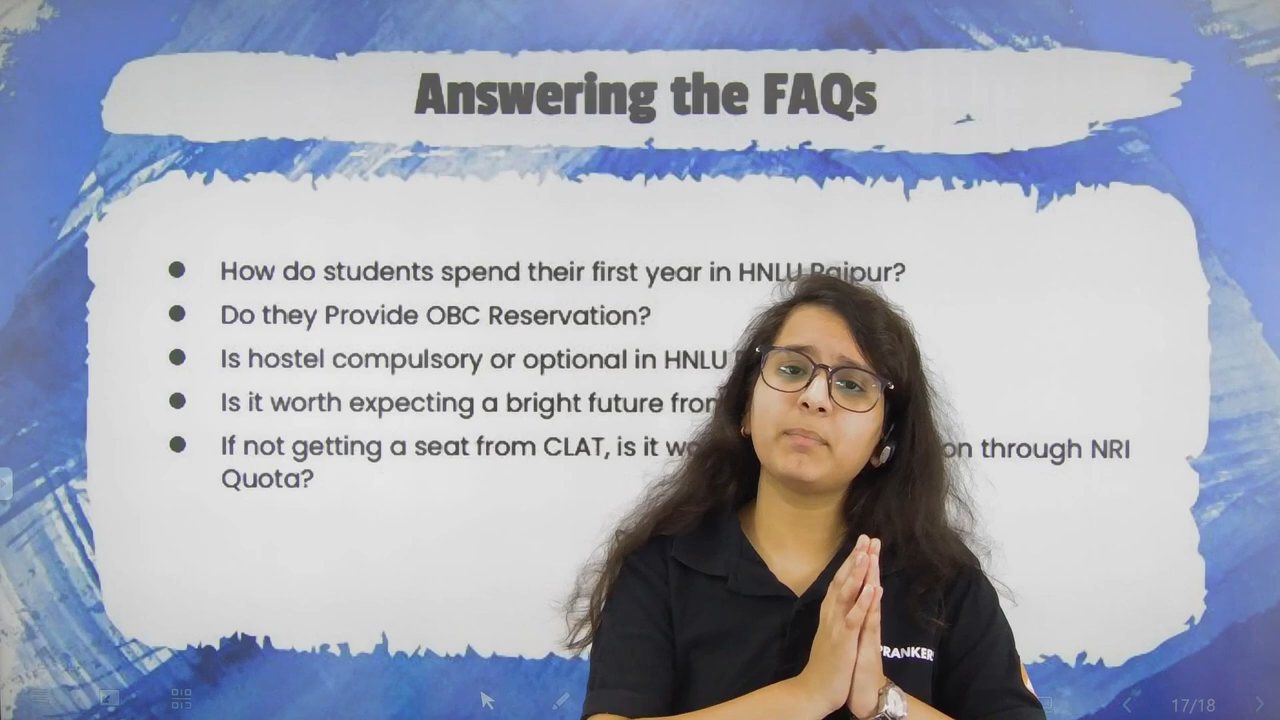 Answering the FAQs
● How do students spend their first year in HNLU Raipur?
● Do they Provide OBC Reservation?
● Is hostel compulsory or optional in HNLU
● Is it worth expecting a bright future from
● If not getting a seat from CLAT, is it on through NRI
Quota?
PRANKER
17/18